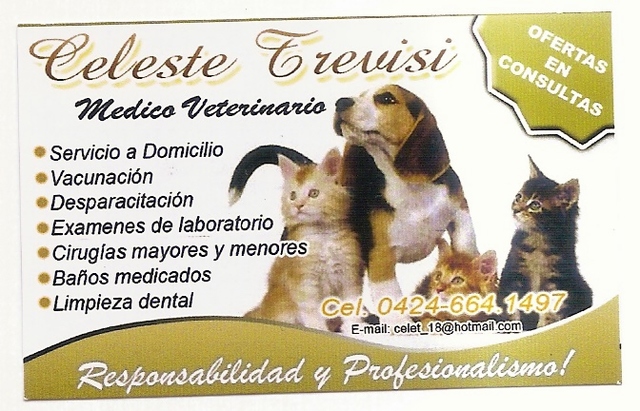 Celeste Trevisi
Medico Veterinario
OFERTAS
EN
CONSULTAS
Servicio a Domicilio
Vacunación
Desparacitación
Examenes de laboratorio
Cirugías mayores y menores
Baños medicados
Limpieza dental
Cel. 0424-664.1497
E-mail: celet_18@hotmail.com
Responsabilidad y Profesionalismo!